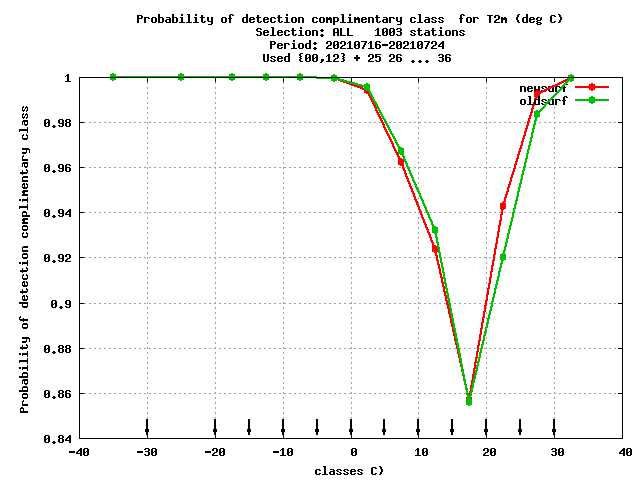 Probability of detection complimentary class  for T2m (deg C)
Selection: ALL   1003 stations
Period: 20210716-20210724
Used {00,12} + 25 26 ... 36
newsurf
oldsurf
Probability of detection complimentary class
1
0.98
0.96
0.94
0.92
0.9
0.88
0.86
0.84
-40 -30 -20 -10 0 10 20 30 40
classes C)